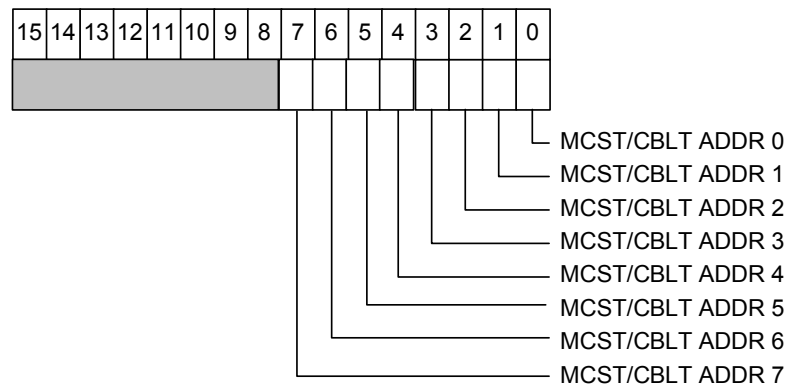 15 14 13 12 11 10 9 8 7 6 5 4 3 2 1 0
MCST/CBLT ADDR 0
MCST/CBLT ADDR 1
MCST/CBLT ADDR 2
MCST/CBLT ADDR 3
MCST/CBLT ADDR 4
MCST/CBLT ADDR 5
MCST/CBLT ADDR 6
MCST/CBLT ADDR 7